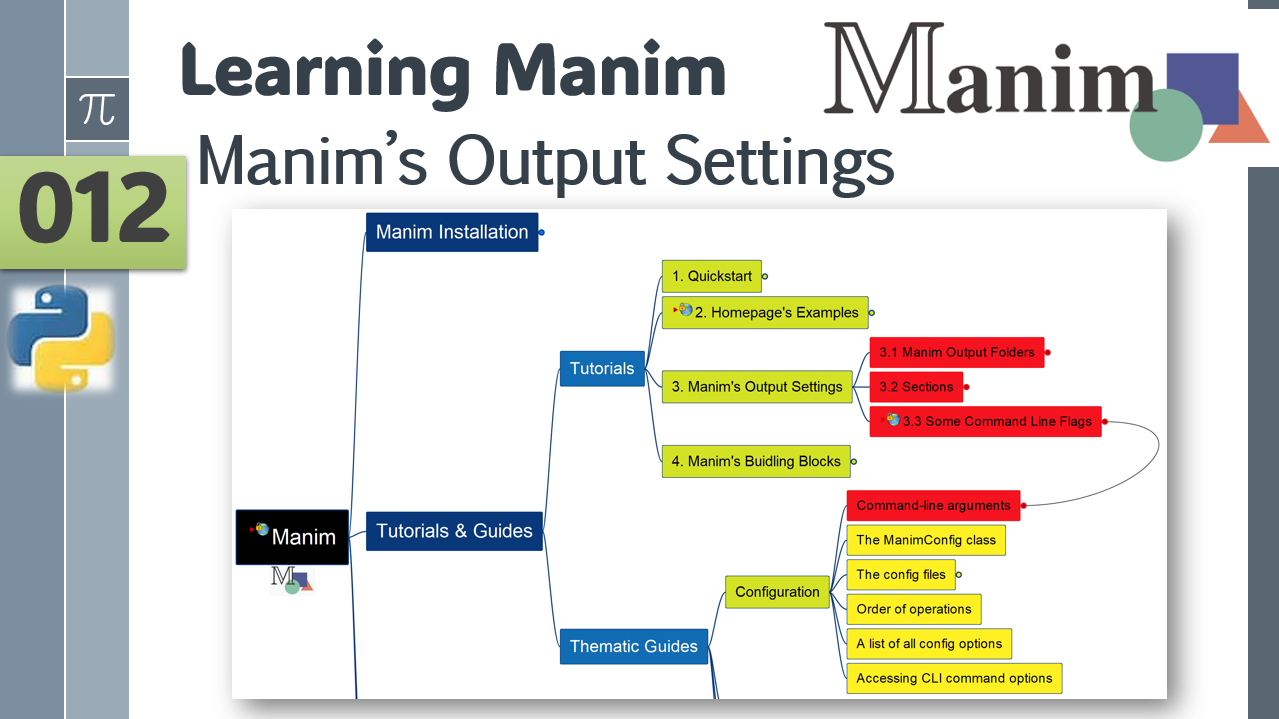 Learning Manim
Manim
π
Manim's Output Settings
012
Manim Installation
1. Quickstart
2. Homepage's Examples
3.1 Manim Output Folders
Tutorials
3. Manim's Output Settings
3.2 Sections
3.3 Some Command Line Flags
4. Manim's Buidling Blocks
Command-line arguments
Manim
M
Tutorials & Guides
The ManimConfig class
The config files
Configuration
Order of operations
Thematic Guides
A list of all config options
Accessing CLI command options